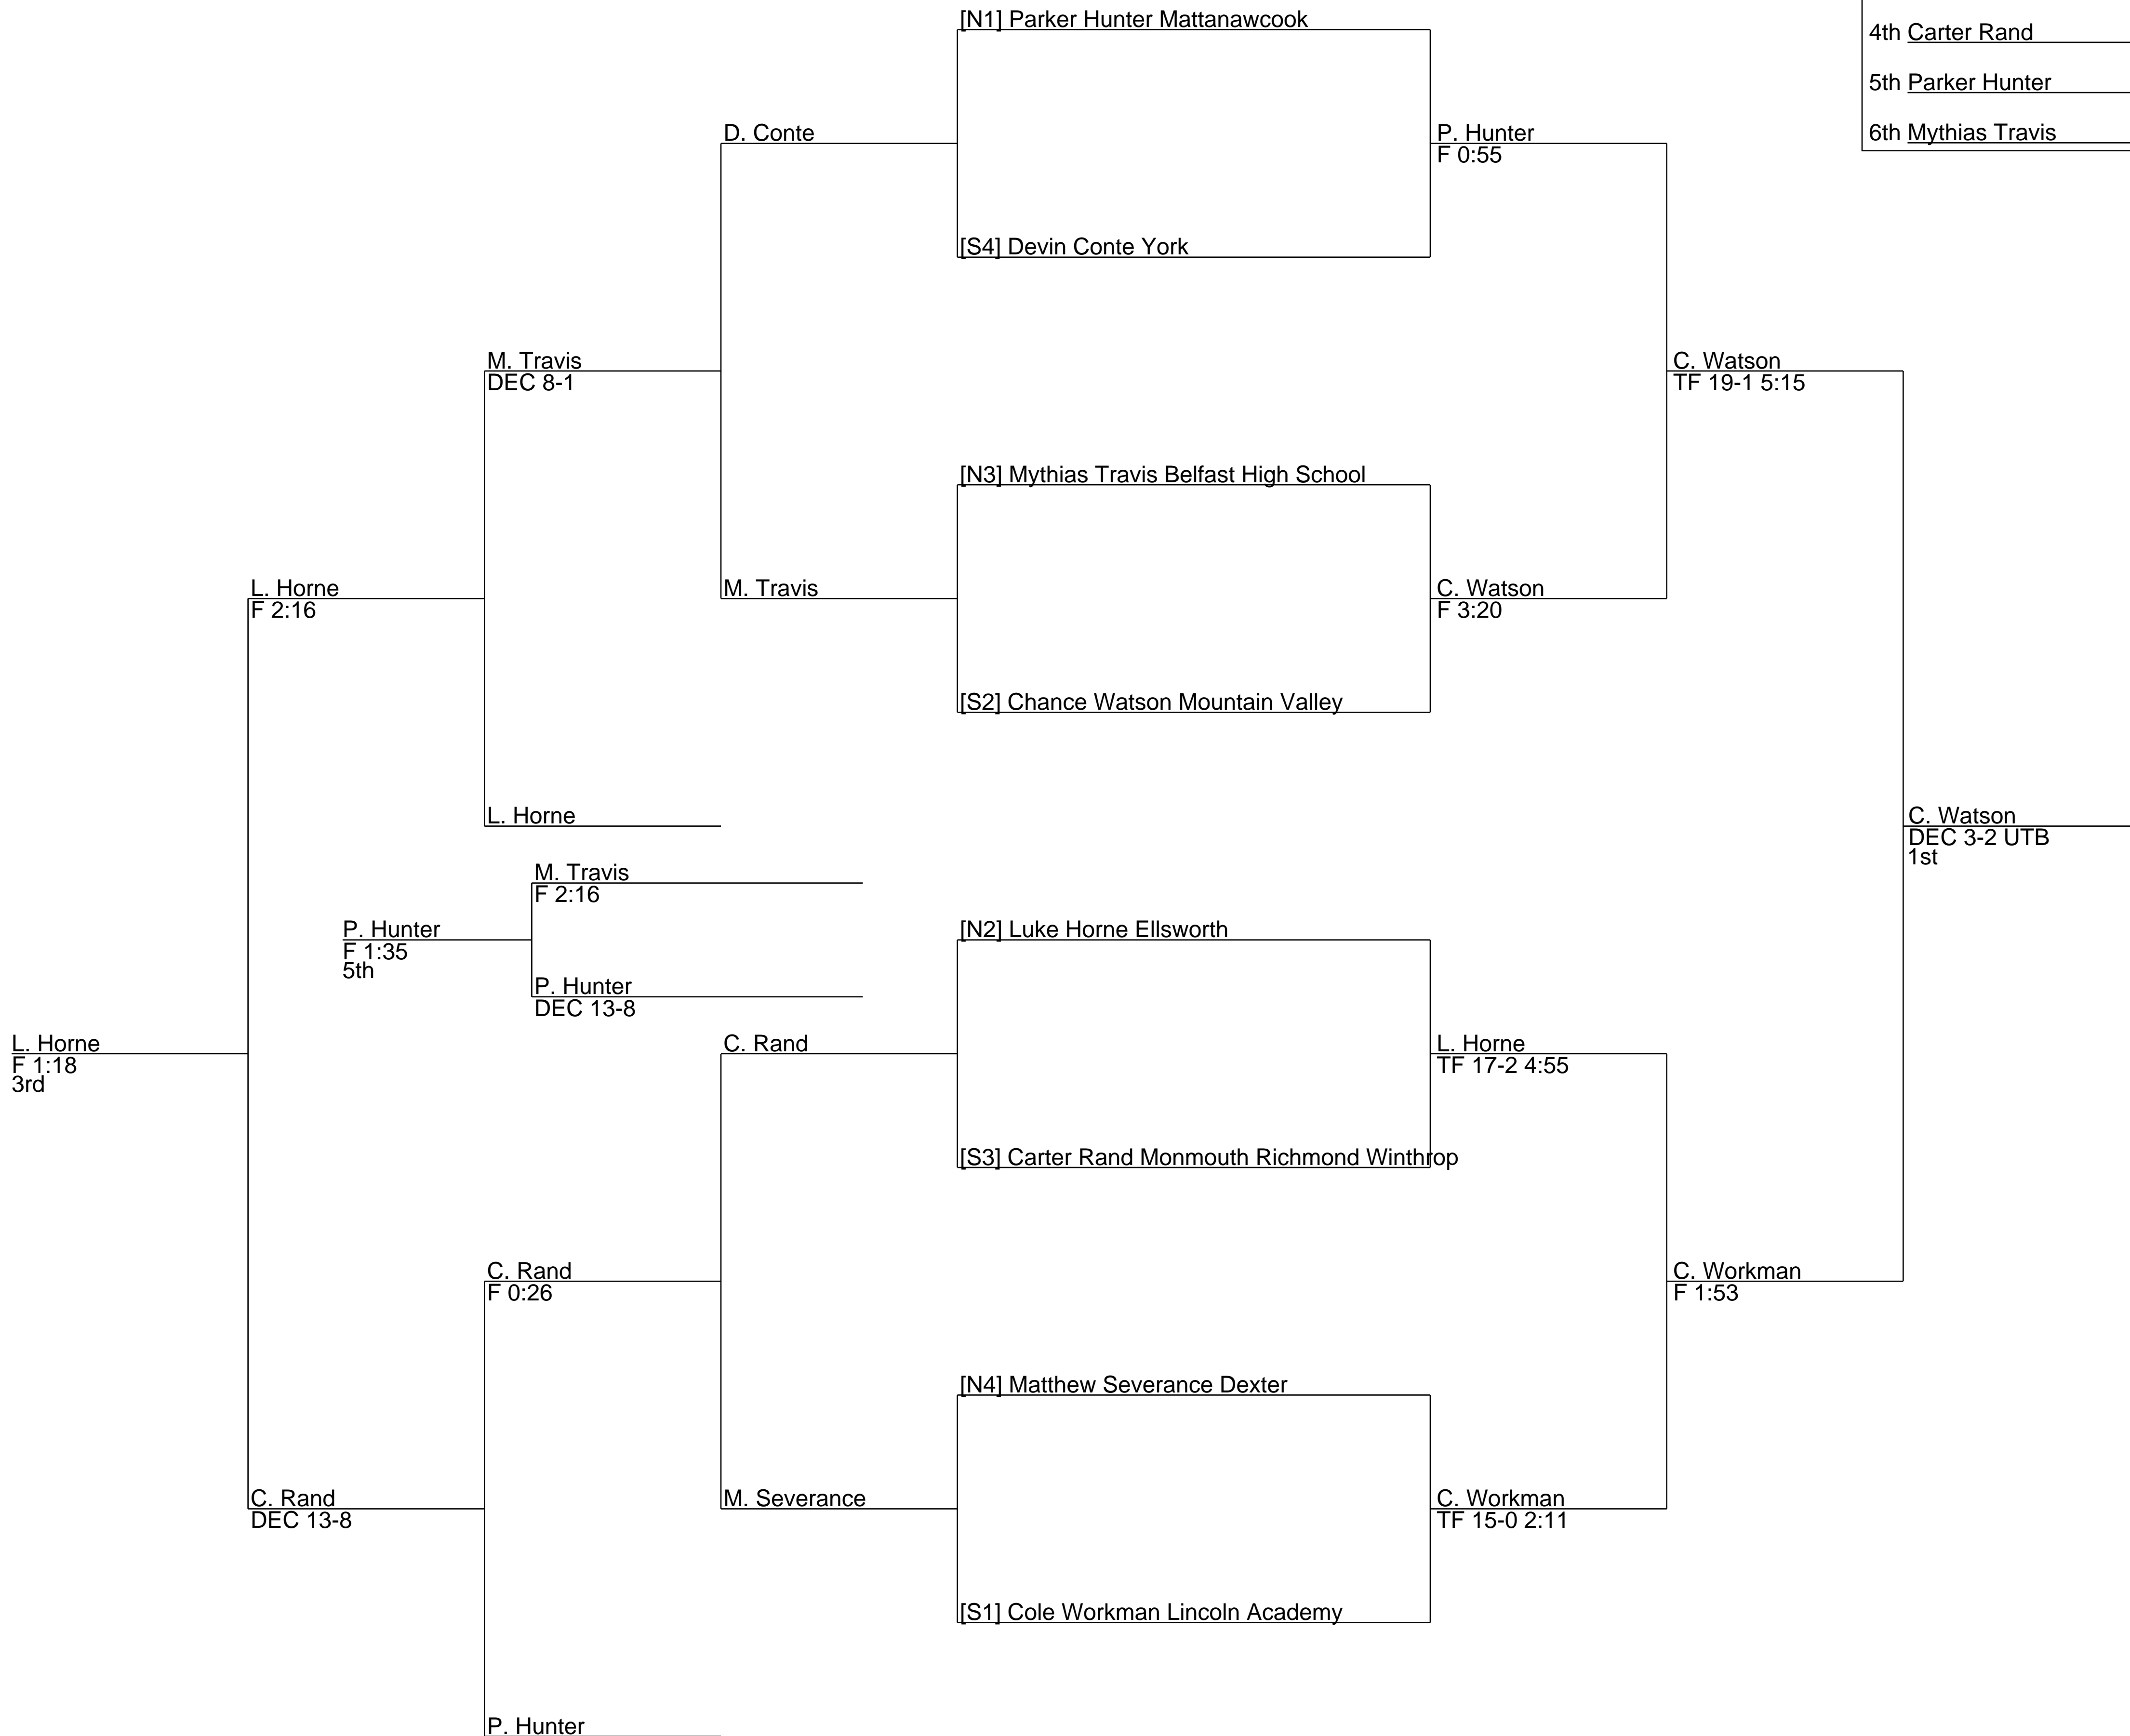 [N1] Parker Hunter Mattanawcook
4th Carter Rand
5th Parker Hunter
D. Conte
P. Hunter
6th Mythias Travis
F 0:55
[S4] Devin Conte York
M. Travis
DEC 8-1
C. Watson
TF 19-1 5:15
[N3] Mythias Travis Belfast High School
L. Horne
F 2:16
M. Travis
C. Watson
F 3:20
[S2] Chance Watson Mountain Valley
L. Horne
C. Watson
DEC 3-2 UTB
1st
M. Travis
F 2:16
P. Hunter
F 1:35
5th
[N2] Luke Horne Ellsworth
P. Hunter
DEC 13-8
L. Horne
F 1:18
3rd
C. Rand
L. Horne
TF 17-2 4:55
[S3] Carter Rand Monmouth Richmond Winthrop
C. Rand
F 0:26
C. Workman
F 1:53
[N4] Matthew Severance Dexter
C. Rand
DEC 13-8
M. Severance
C. Workman
TF 15-0 2:11
[S1] Cole Workman Lincoln Academy
P. Hunter